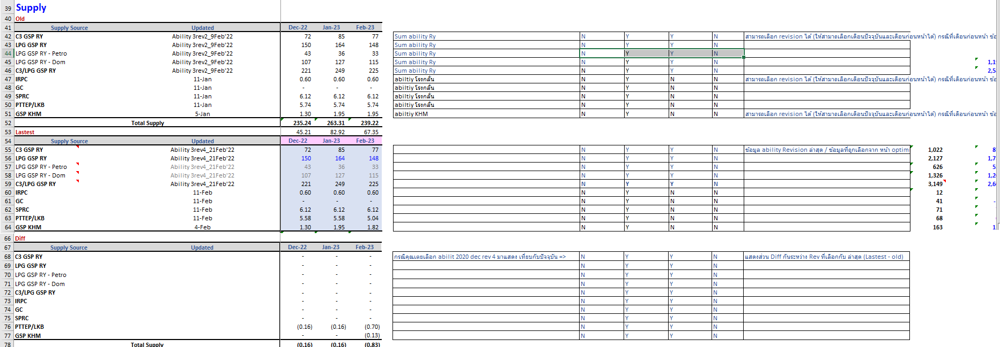 39 Supply
40 Old
41 Supply Source Updated Dec-22 Jan-23 Feb-23
42 C3 GSP RY Ability 3rev2_9Feb'22 72 85 77 Sum ability Ry N Y Y N สามารถเลือก revision ได้ (ให้สามาถเลือกเดือนปัจจุบันและเดือนก่อนหน้าได้) กรณีที่เดือนก่อนหน้า
43 LPG GSP RY Ability 3rev2_9Feb'22 150 164 148 Sum ability Ry N Y Y N
44 LPG GSP RY - Petro Ability 3rev2_9Feb'22 43 36 33 Sum ability Ry N Y Y N
45 LPG GSP RY - Dom Ability 3rev2_9Feb'22 107 127 115 Sum ability Ry N Y Y N
46 C3/LPG GSP RY Ability 3rev2_9Feb'22 221 249 225 Sum ability Ry N Y Y N
47 IRPC 11-Jan 0.60 0.60 0.60 abiltiy โรงกลั่น N Y N N สามารถเลือก revision ได้ (ให้สามาถเลือกเดือนปัจจุบันและเดือนก่อนหน้าได้) กรณีที่เดือนก่อนหน้า
48 GC 11-Jan - - - abiltiy โรงกลั่น N Y N N
49 SPRC 11-Jan 6.12 6.12 6.12 abiltiy โรงกลั่น N Y N N
50 PTTEP/LKB 11-Jan 5.74 5.74 5.74 abiltiy โรงกลั่น N Y N N
51 GSP KHM 5-Jan 1.30 1.95 1.95 abiltiy KHM N Y N N สามารถเลือก revision ได้ (ให้สามาถเลือกเดือนปัจจุบันและเดือนก่อนหน้าได้) กรณีที่เดือนก่อนหน้า
52 Total Supply 235.24 263.31 239.22
53 Lastest 45.21 82.92 67.35
54 Supply Source Updated Dec-22 Jan-23 Feb-23
55 C3 GSP RY Ability 3rev4_21Feb'22 72 85 77 N Y Y N ข้อมูล ability Revision ล่าสุด / ข้อมูลที่ถูกเลือกจาก หน้า optim 1,022
56 LPG GSP RY Ability 3rev4_21Feb'22 150 164 148 N Y Y N 2,127
57 LPG GSP RY - Petro Ability 3rev4_21Feb'22 43 36 33 N Y Y N 626
58 LPG GSP RY - Dom Ability 3rev4_21Feb'22 107 127 115 N Y Y N 1,326
59 C3/LPG GSP RY Ability 3rev4_21Feb'22 221 249 225 N Y Y N 3,149
60 IRPC 11-Feb 0.60 0.60 0.60 N Y N N 12
61 GC 11-Feb - - - N Y N N 41 -
62 SPRC 11-Feb 6.12 6.12 6.12 N Y N N 71
63 PTTEP/LKB 11-Feb 5.58 5.58 5.04 N Y N N 68
64 GSP KHM 4-Feb 1.30 1.95 1.82 N Y N N 163
66 Diff
67 Supply Source Updated Dec-22 Jan-23 Feb-23
68 C3 GSP RY - - - กรณีคุณเตยเลือก abilit 2020 dec rev 4 มาแสดง เทียบกับปัจจุบัน => N Y Y N แสดงส่วน Diff กันระหว่าง Rev ที่เลือกกับ ล่าสุด (Lastest - old)
69 LPG GSP RY - - - N Y Y N
70 LPG GSP RY - Petro - - - N Y Y N
71 LPG GSP RY - Dom - - - N Y Y N
72 C3/LPG GSP RY - - - N Y Y N
73 IRPC - - - N Y Y N
74 GC - - - N Y Y N
75 SPRC - - - N Y Y N
76 PTTEP/LKB (0.16) (0.16) (0.70) N Y Y N
77 GSP KHM - - (0.13) N Y Y N
78 Total Supply (0.16) (0.16) (0.83)